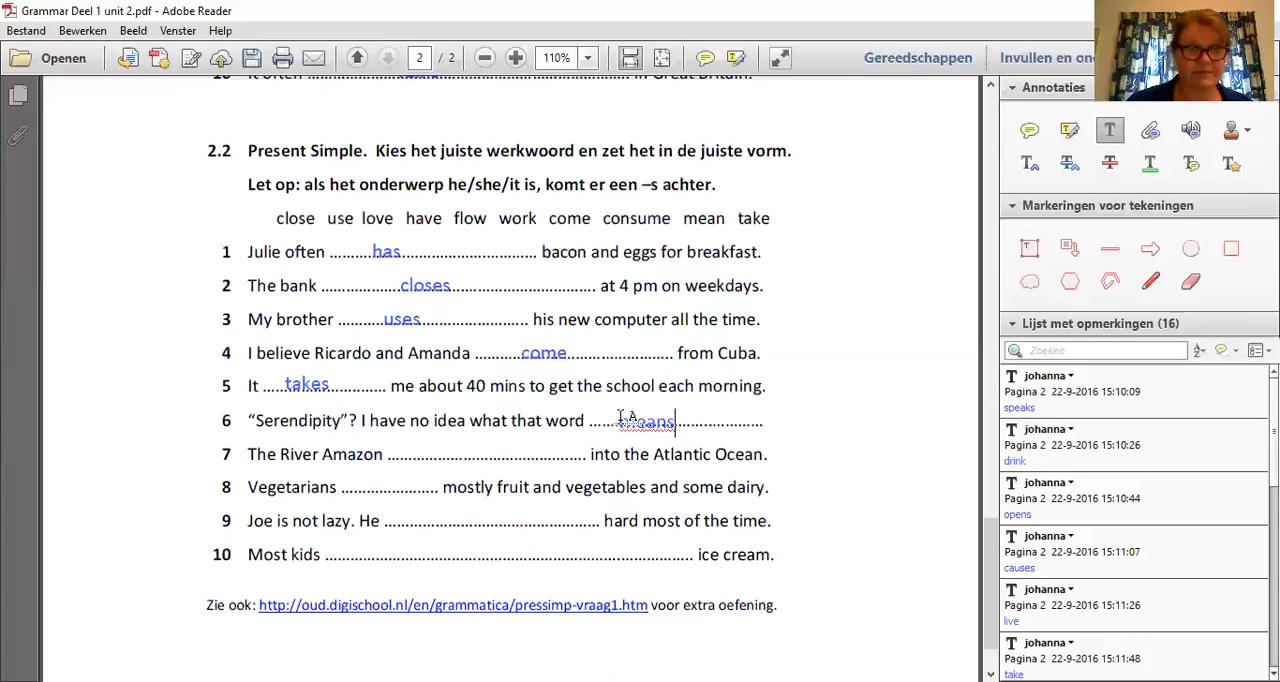 Grammar Deel 1 unit 2.pdf - Adobe Reader
Bestand Bewerken Beeld Venster Help
Openen 2 / 2 110% Gereedschappen Invullen en on
in Great Britain.
2.2 Present Simple. Kies het juiste werkwoord en zet het in de juiste vorm.
Let op: als het onderwerp he/she/it is, komt er een –s achter.
close use love have flow work come consume mean take
1 Julie often ..........has................................ bacon and eggs for breakfast.
2 The bank ....................closes.................................... at 4 pm on weekdays.
3 My brother ...........uses............................ his new computer all the time.
4 I believe Ricardo and Amanda ...........come.......................... from Cuba.
5 It ......takes.............. me about 40 mins to get the school each morning.
6 “Serendipity”? I have no idea what that word .......means......................
7 The River Amazon .................................................. into the Atlantic Ocean.
8 Vegetarians ........................ mostly fruit and vegetables and some dairy.
9 Joe is not lazy. He ...................................................... hard most of the time.
10 Most kids ............................................................................................ ice cream.
Zie ook: http://oud.digischool.nl/en/grammatica/pressimp-vraag1.htm voor extra oefening.
Annotaties
Markeringen voor tekeningen
Lijst met opmerkingen (16)
Zoeken
johanna
Pagina 2 22-9-2016 15:10:09
speaks
johanna
Pagina 2 22-9-2016 15:10:26
drink
johanna
Pagina 2 22-9-2016 15:10:44
opens
johanna
Pagina 2 22-9-2016 15:11:07
causes
johanna
Pagina 2 22-9-2016 15:11:26
live
johanna
Pagina 2 22-9-2016 15:11:48
take